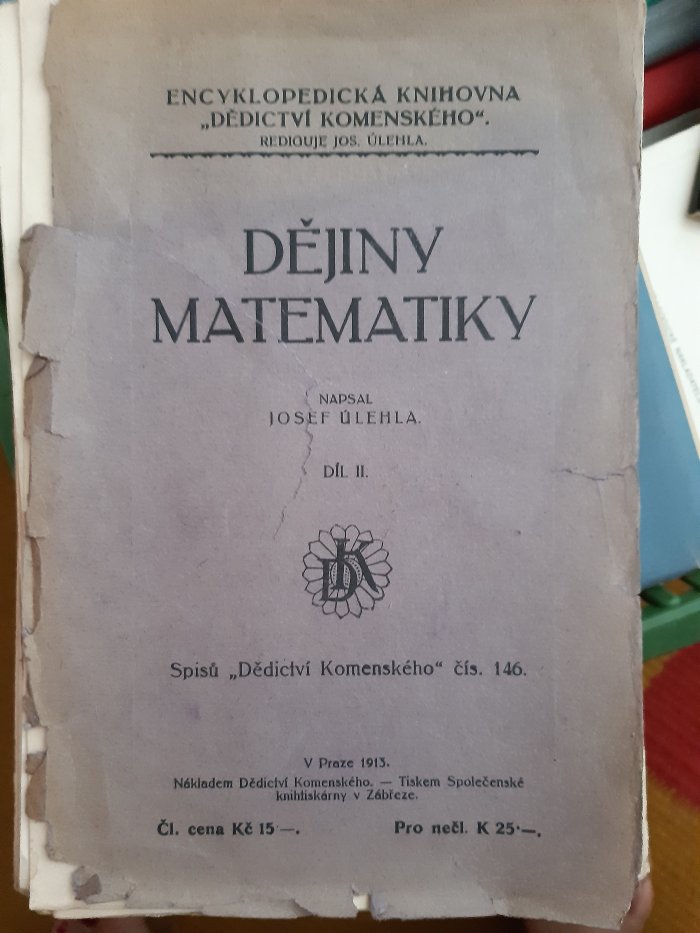 ENCYKLOPEDICKÁ KNIHOVNA
„DĚDICTVÍ KOMENSKÉHO“.
REDIGUJE JOS. ÚLEHLA.
DĚJINY
MATEMATIKY
NAPSAL
JOSEF ÚLEHLA.
DÍL II.
DK
Spisů „Dědictví Komenského“ čís. 146.
V Praze 1913.
Nákladem Dědictví Komenského. — Tiskem Společenské
knihtiskárny v Zábřeze.
Čl. cena Kč 15·—. Pro nečl. K 25·—.